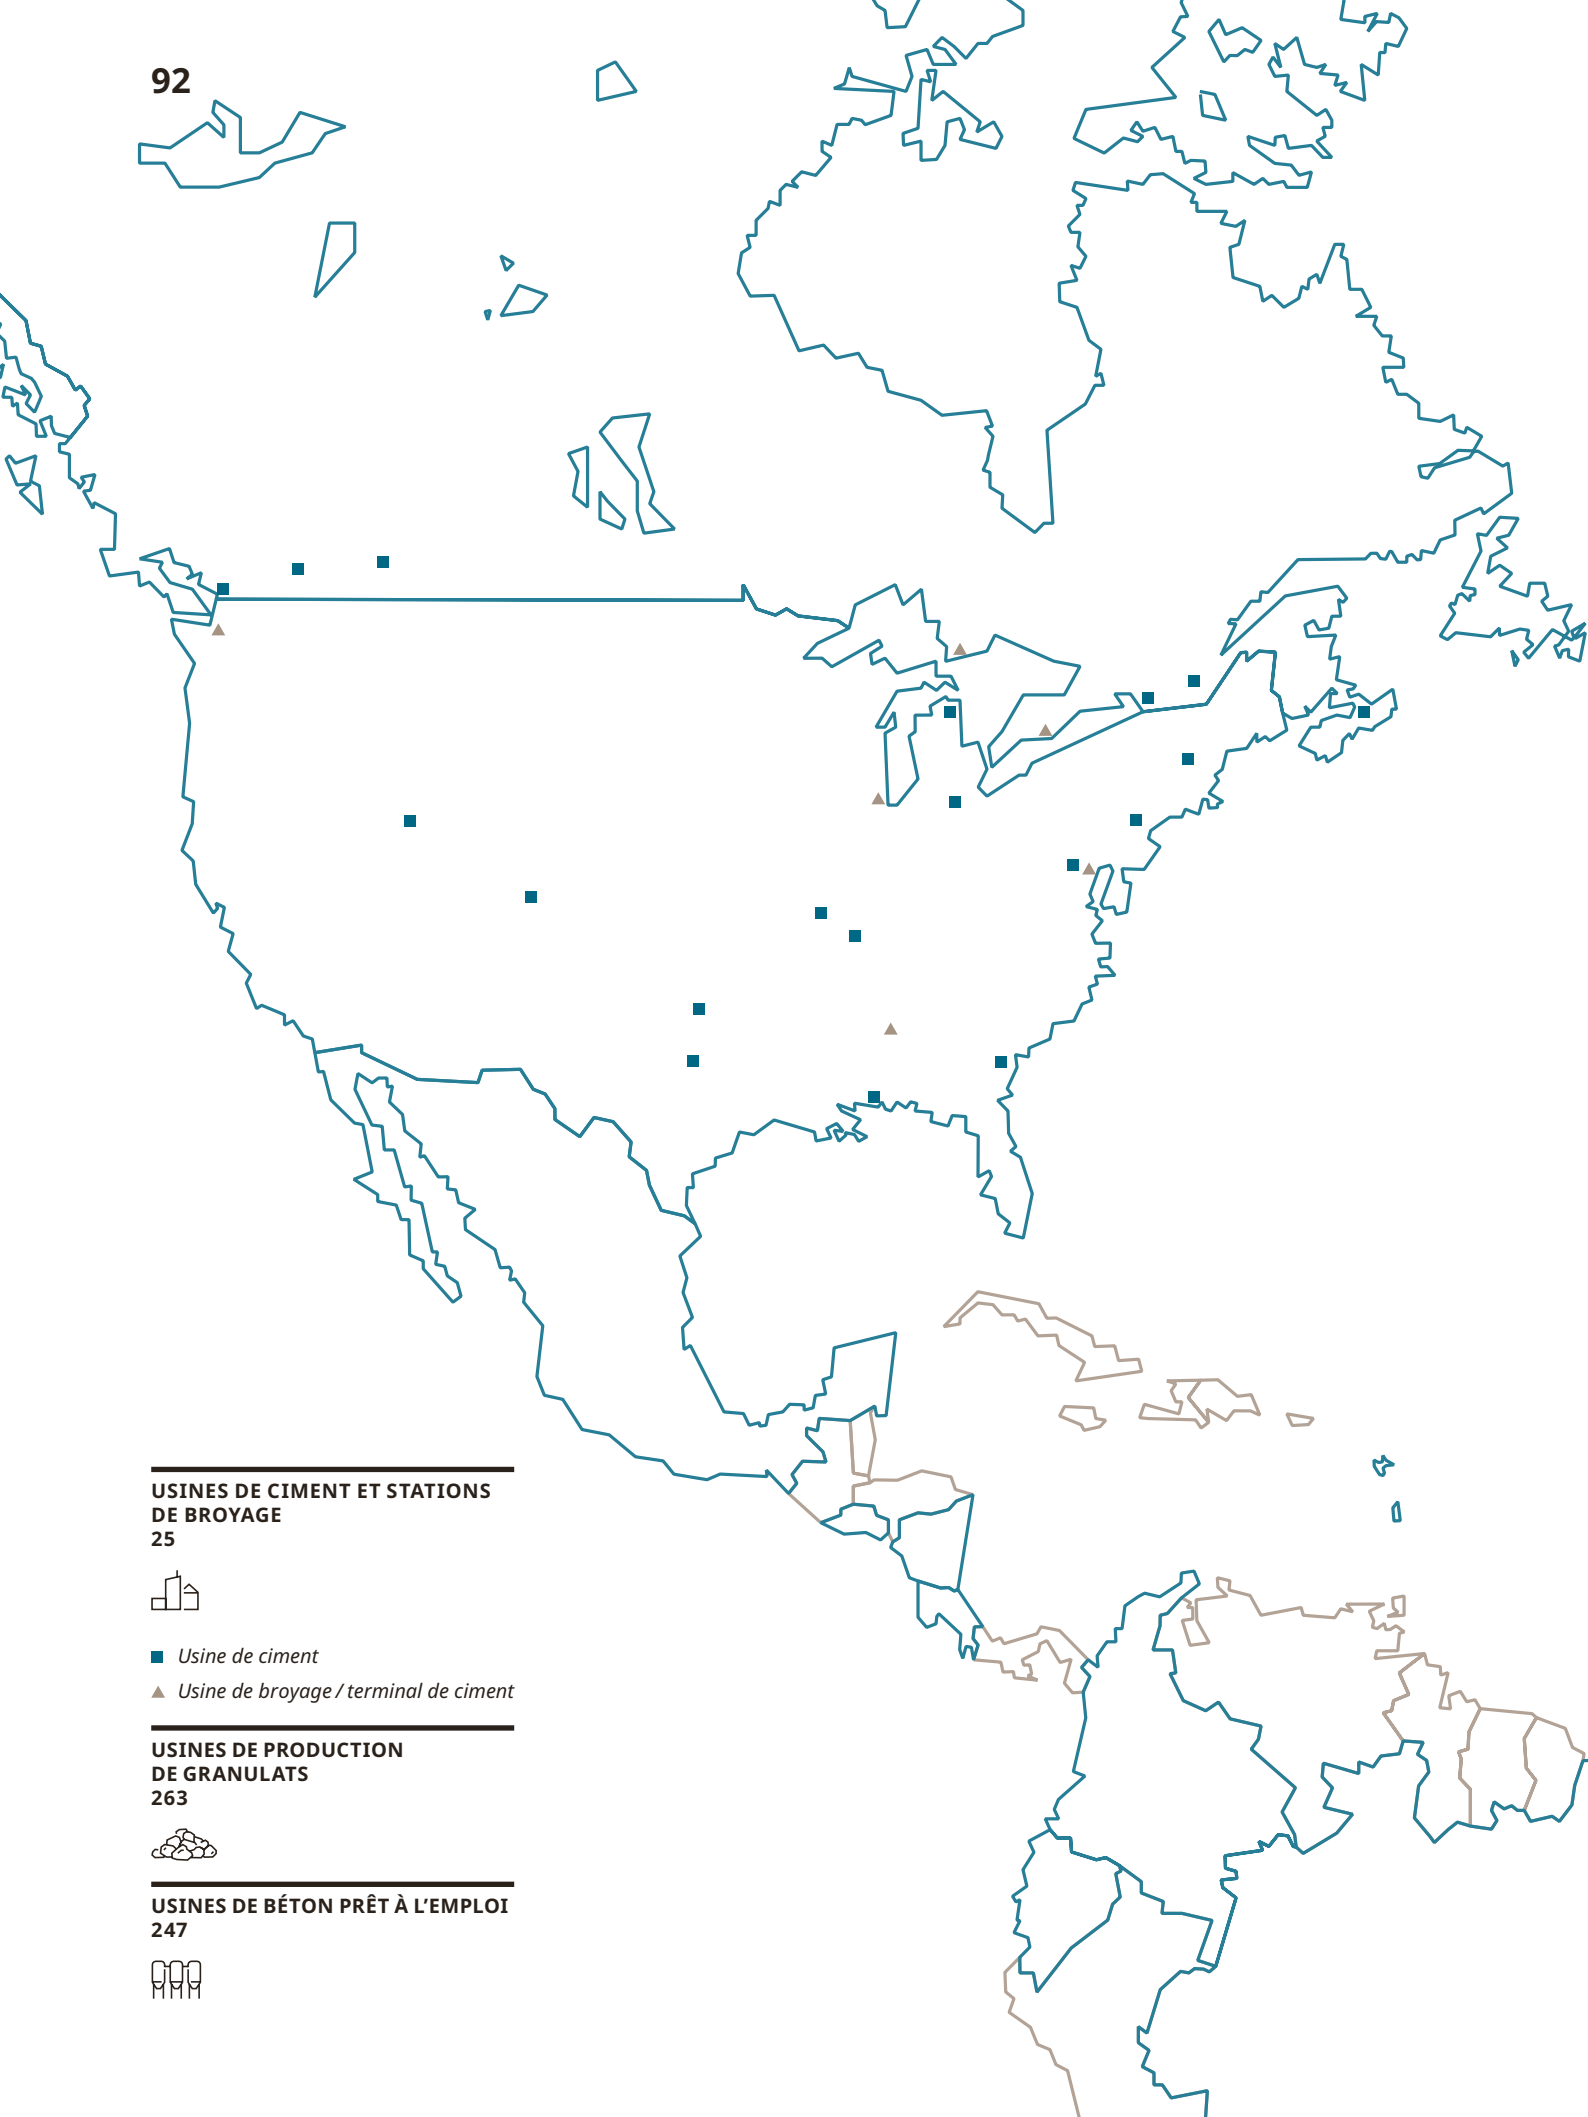 92
USINES DE CIMENT ET STATIONS
DE BROYAGE
25
Usine de ciment
Usine de broyage / terminal de ciment
USINES DE PRODUCTION
DE GRANULATS
263
USINES DE BÉTON PRÊT À L’EMPLOI
247